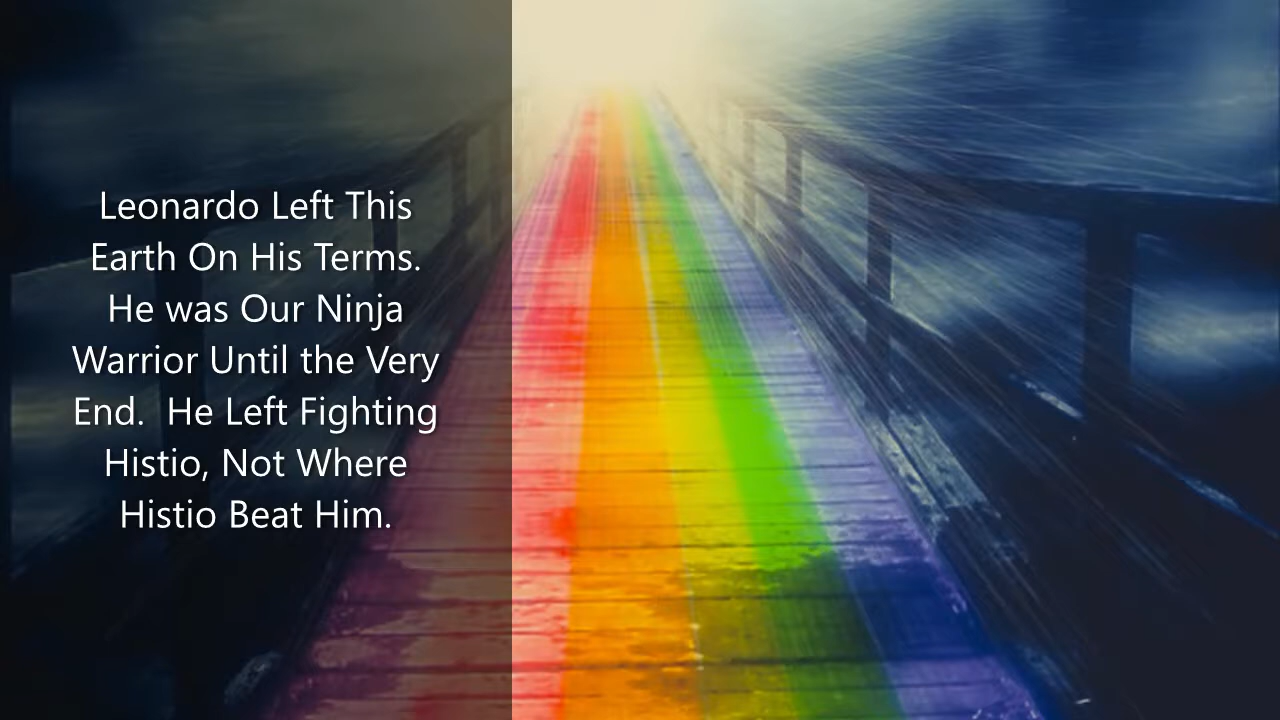 Leonardo Left This
Earth On His Terms.
He was Our Ninja
Warrior Until the Very
End.  He Left Fighting
Histio, Not Where
Histio Beat Him.